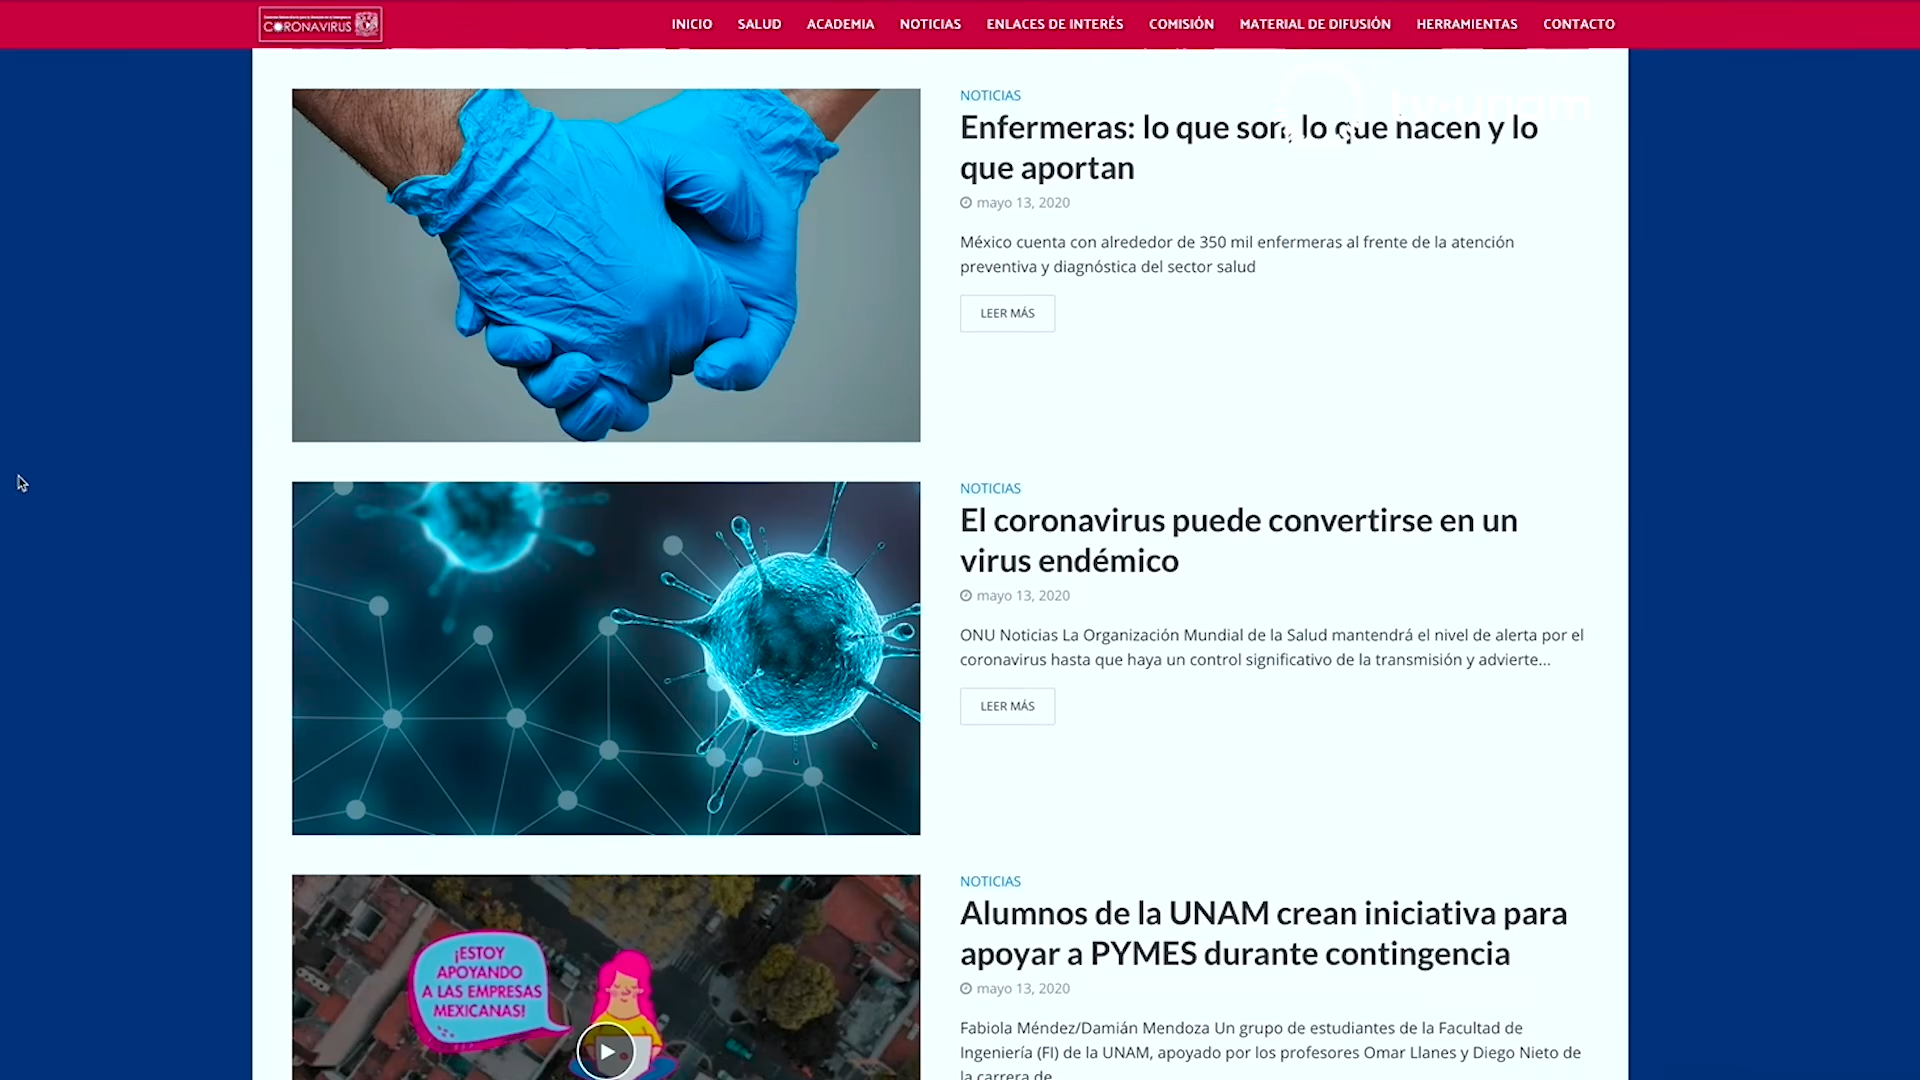 CORONAVIRUS
INICIO SALUD ACADEMIA NOTICIAS ENLACES DE INTERÉS COMISIÓN MATERIAL DE DIFUSIÓN HERRAMIENTAS CONTACTO
NOTICIAS
Enfermeras: lo que son, lo que hacen y lo
que aportan
mayo 13, 2020
México cuenta con alrededor de 350 mil enfermeras al frente de la atención
preventiva y diagnóstica del sector salud
LEER MÁS
NOTICIAS
El coronavirus puede convertirse en un
virus endémico
mayo 13, 2020
ONU Noticias La Organización Mundial de la Salud mantendrá el nivel de alerta por el
coronavirus hasta que haya un control significativo de la transmisión y advierte...
LEER MÁS
¡ESTOY
APOYANDO
A LAS EMPRESAS
MEXICANAS!
NOTICIAS
Alumnos de la UNAM crean iniciativa para
apoyar a PYMES durante contingencia
mayo 13, 2020
Fabiola Méndez/Damián Mendoza Un grupo de estudiantes de la Facultad de
Ingeniería (FI) de la UNAM, apoyado por los profesores Omar Llanes y Diego Nieto de
la carrera de